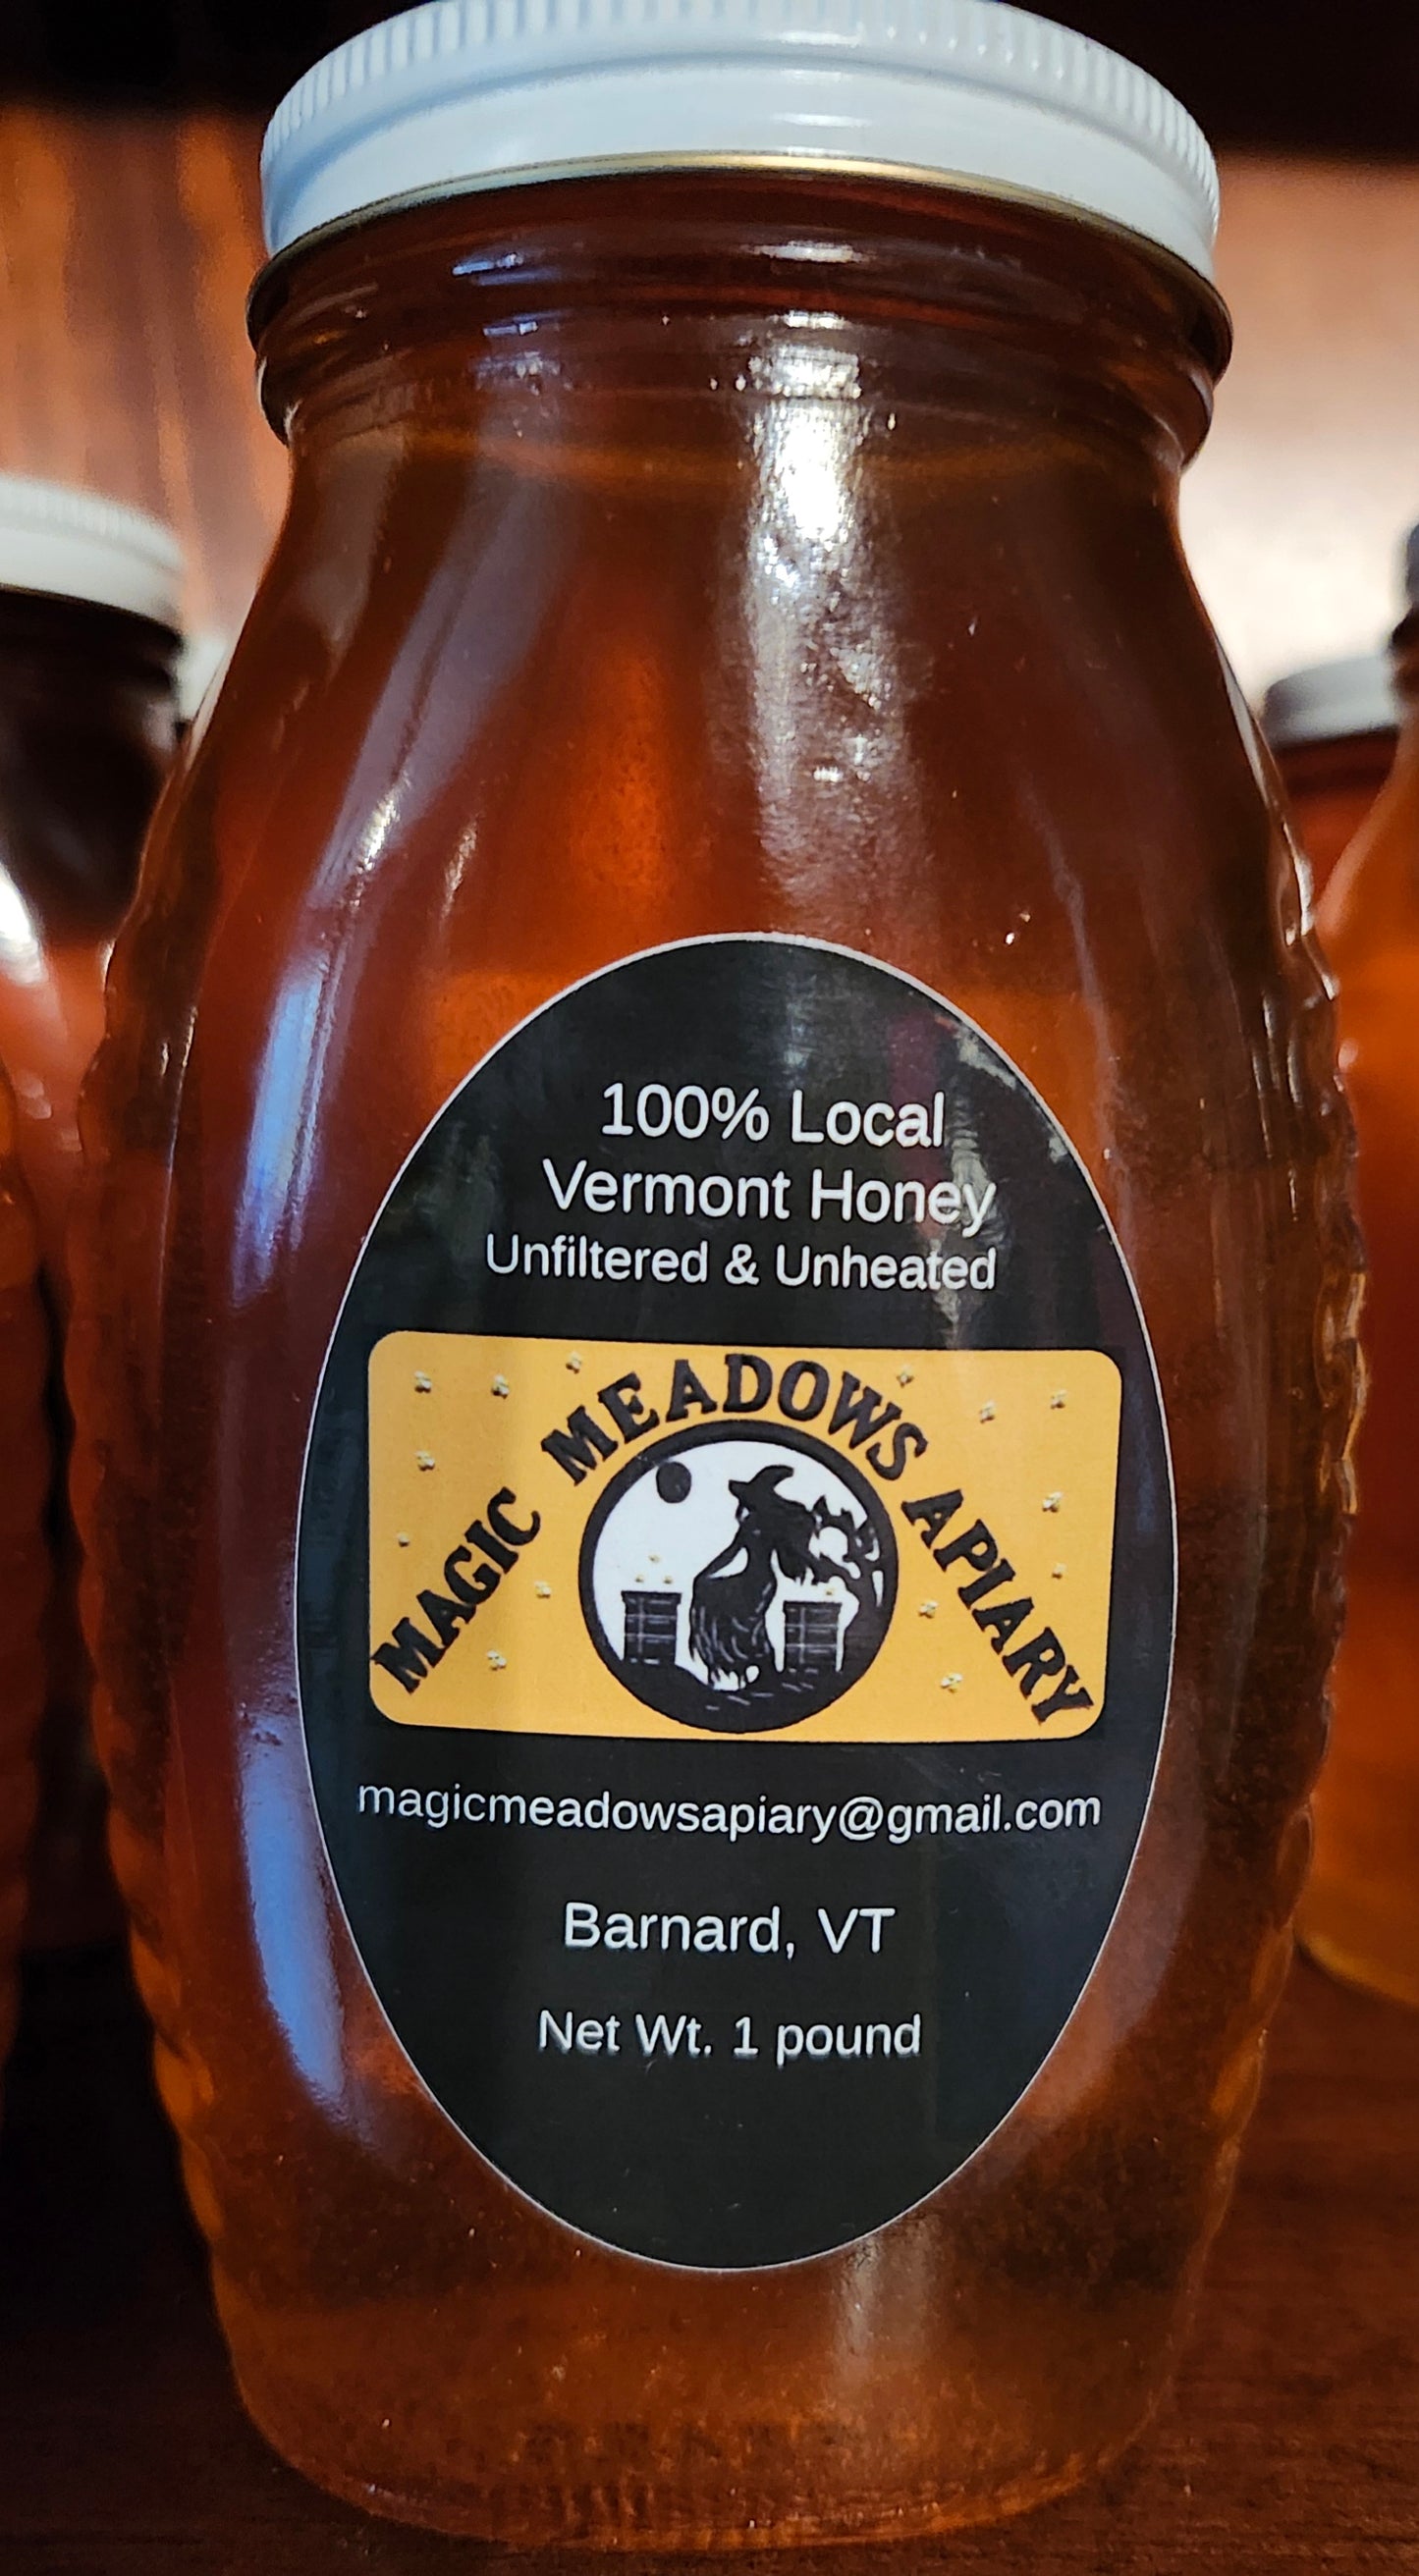 100% Local
Vermont Honey
Unfiltered & Unheated
MAGIC MEADOWS APIARY
magicmeadowsapiary@gmail.com
Barnard, VT
Net Wt. 1 pound